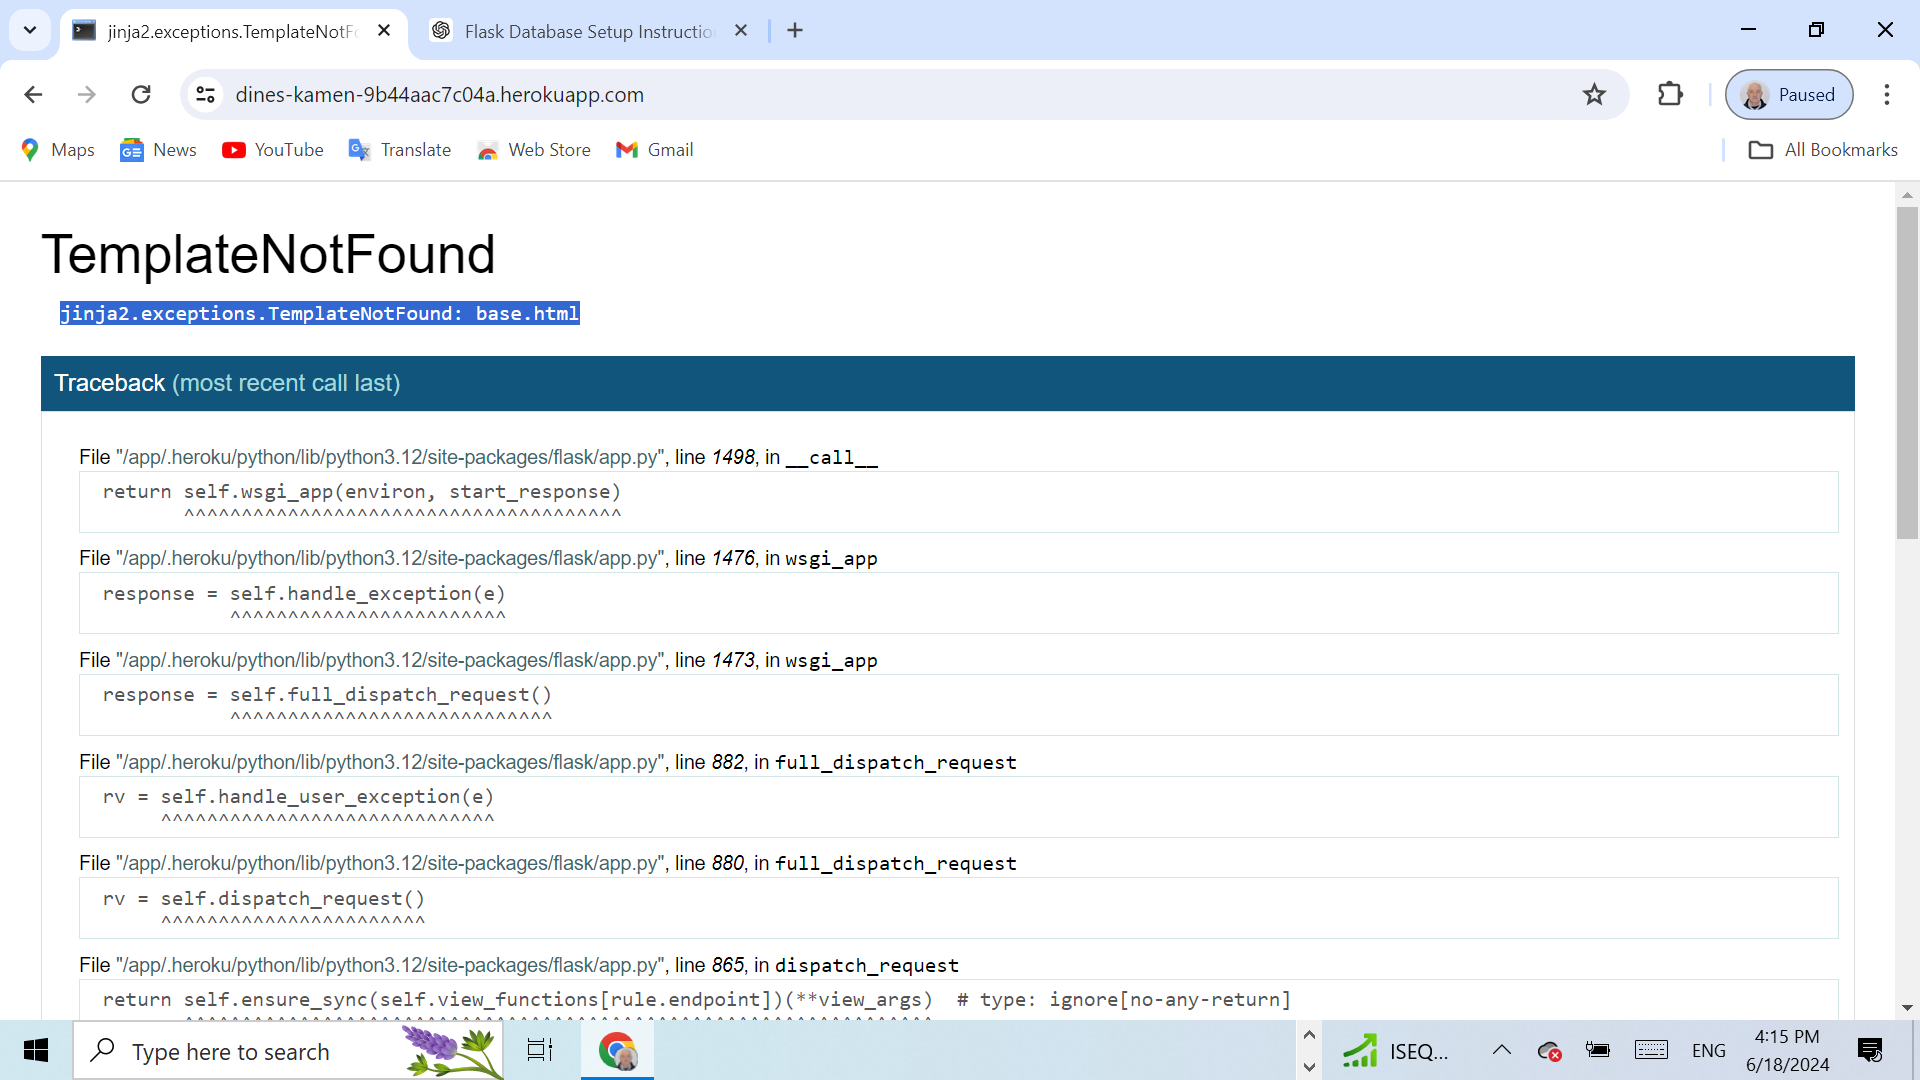 jinja2.exceptions.TemplateNotF
Flask Database Setup Instructio
dines-kamen-9b44aac7c04a.herokuapp.com
Paused
Maps
News
YouTube
Translate
Web Store
Gmail
All Bookmarks
TemplateNotFound
jinja2.exceptions.TemplateNotFound: base.html
Traceback (most recent call last)
File "/app/.heroku/python/lib/python3.12/site-packages/flask/app.py", line 1498, in __call__
return self.wsgi_app(environ, start_response)
^^^^^^^^^^^^^^^^^^^^^^^^^^^^^^^^^^^^^^
File "/app/.heroku/python/lib/python3.12/site-packages/flask/app.py", line 1476, in wsgi_app
response = self.handle_exception(e)
^^^^^^^^^^^^^^^^^^^^^^^^
File "/app/.heroku/python/lib/python3.12/site-packages/flask/app.py", line 1473, in wsgi_app
response = self.full_dispatch_request()
^^^^^^^^^^^^^^^^^^^^^^^^^^^^
File "/app/.heroku/python/lib/python3.12/site-packages/flask/app.py", line 882, in full_dispatch_request
rv = self.handle_user_exception(e)
^^^^^^^^^^^^^^^^^^^^^^^^^^^^^
File "/app/.heroku/python/lib/python3.12/site-packages/flask/app.py", line 880, in full_dispatch_request
rv = self.dispatch_request()
^^^^^^^^^^^^^^^^^^^^^^^
File "/app/.heroku/python/lib/python3.12/site-packages/flask/app.py", line 865, in dispatch_request
return self.ensure_sync(self.view_functions[rule.endpoint])(**view_args)  # type: ignore[no-any-return]
^^^^^^^^^^^^^^^^^^^^^^^^^^^^^^^^^^^^^^^^^^^^^^^^^^^^^^^^^^^^^^^^^
Type here to search
ISEQ...
ENG
4:15 PM
6/18/2024